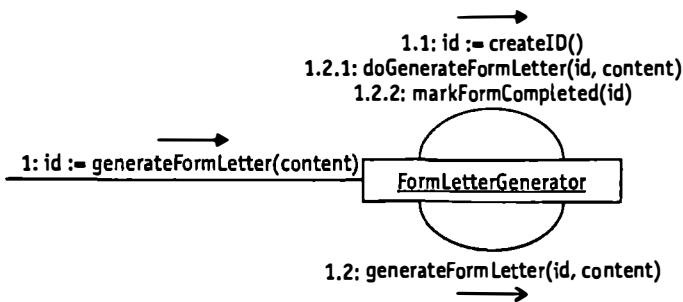 1.1: id := createID()
1.2.1: doGenerateFormLetter(id, content)
1.2.2: markFormCompleted(id)
1: id := generateFormLetter(content)
FormLetterGenerator
1.2: generateFormLetter(id, content)